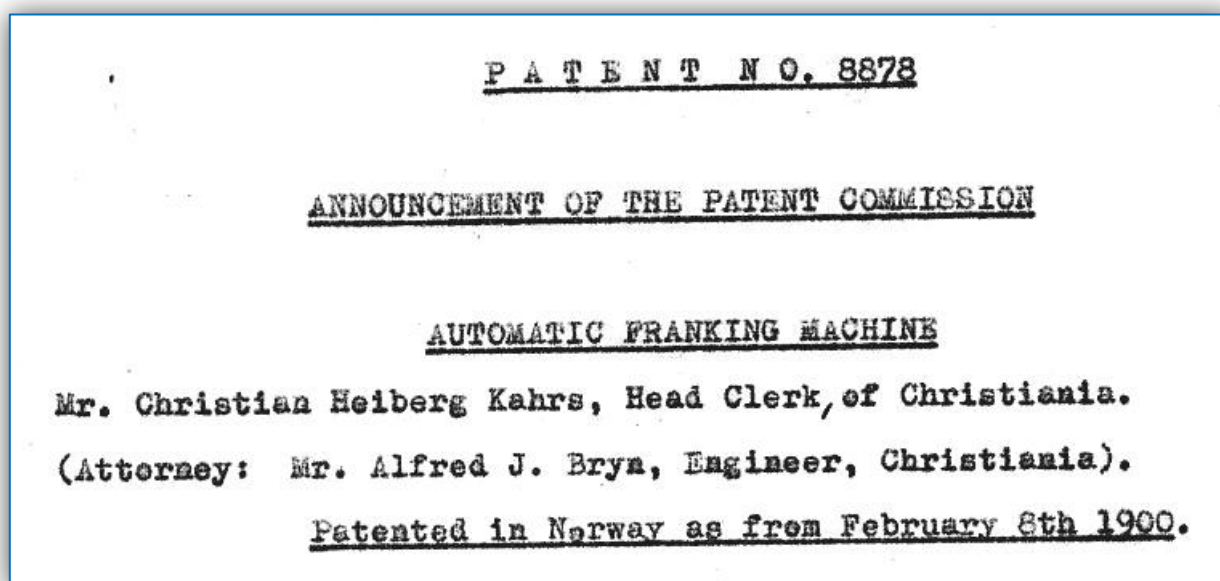 PATENT NO. 8878
ANNOUNCEMENT OF THE PATENT COMMISSION
AUTOMATIC FRANKING MACHINE
Mr. Christian Heiberg Kahrs, Head Clerk, of Christiania.
(Attorney: Mr. Alfred J. Bryn, Engineer, Christiania).
Patented in Norway as from February 8th 1900.